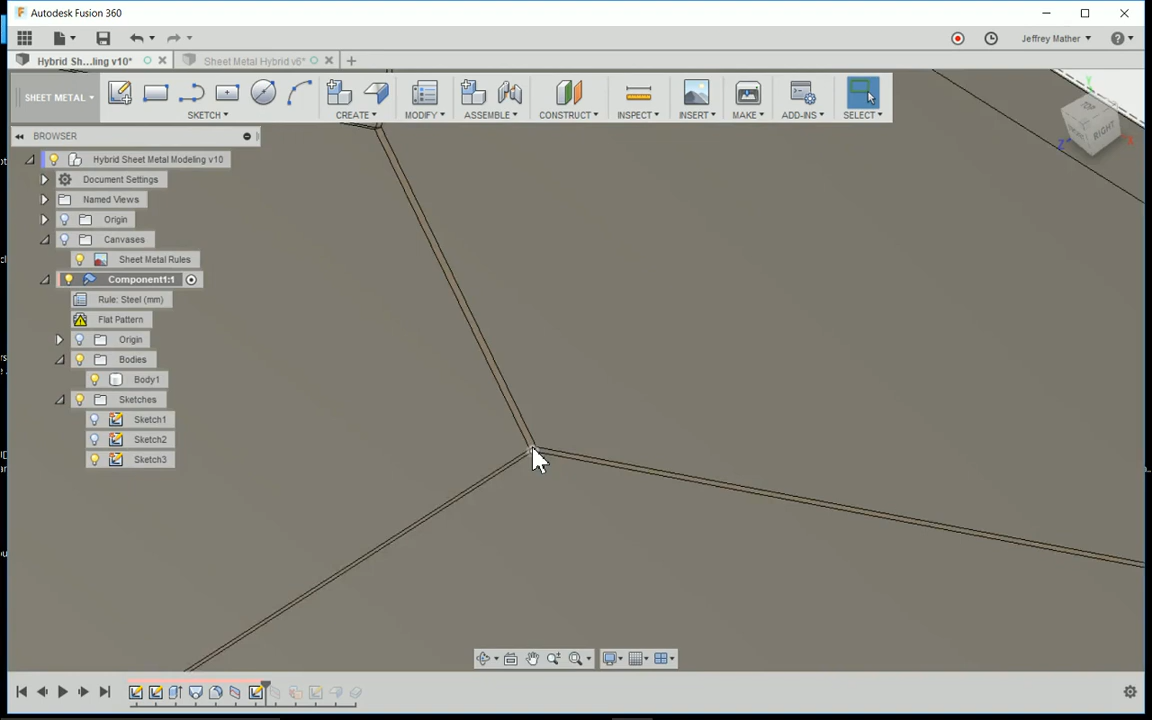 Autodesk Fusion 360
Jeffrey Mather
Hybrid Sh...ling v10*
Sheet Metal Hybrid v6*
SHEET METAL
SKETCH
CREATE
MODIFY
ASSEMBLE
CONSTRUCT
INSPECT
INSERT
MAKE
ADD-INS
SELECT
BROWSER
Hybrid Sheet Metal Modeling v10
Document Settings
Named Views
Origin
Canvases
Sheet Metal Rules
Component1:1
Rule: Steel (mm)
Flat Pattern
Origin
Bodies
Body1
Sketches
Sketch1
Sketch2
Sketch3
Y
TOP
RIGHT
Z
X